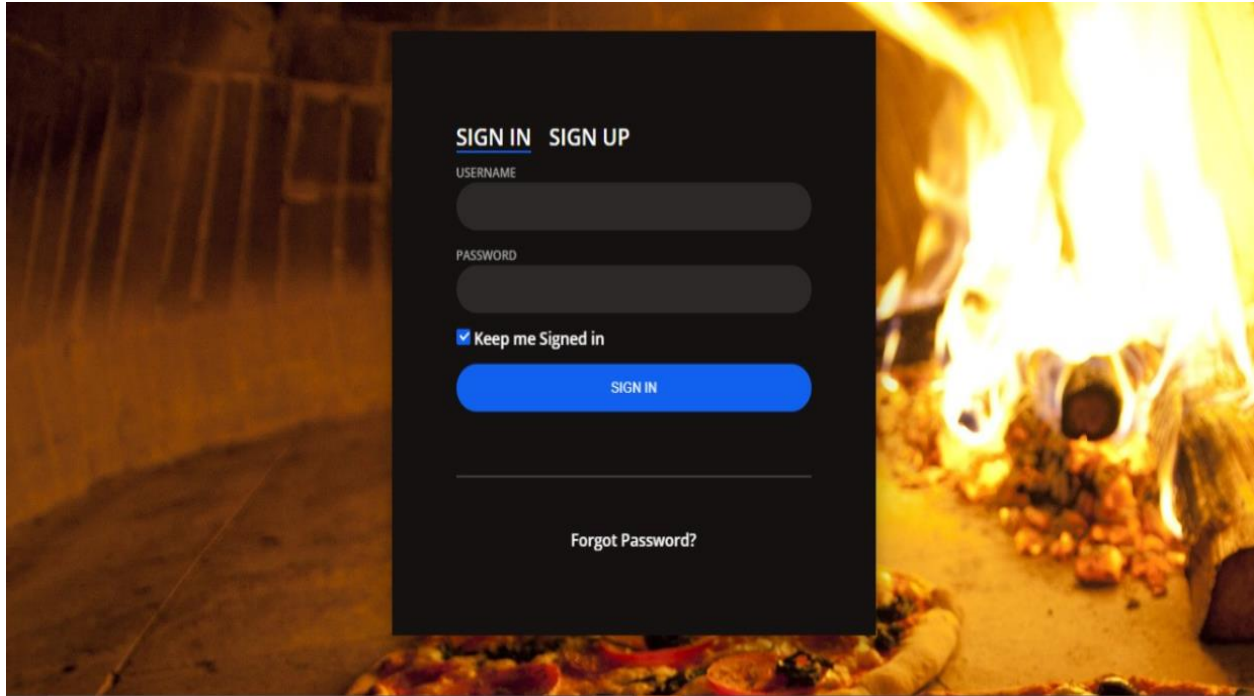 SIGN IN SIGN UP
USERNAME
PASSWORD
Keep me Signed in
SIGN IN
Forgot Password?